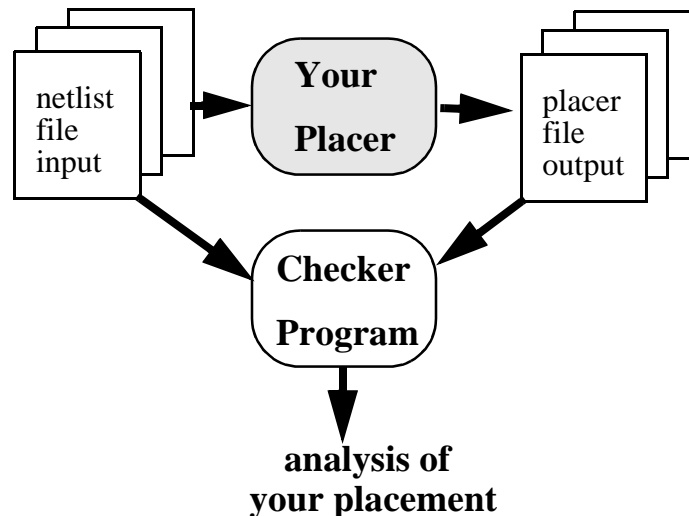 netlist
file
input
Your
Placer
placer
file
output
Checker
Program
analysis of
your placement